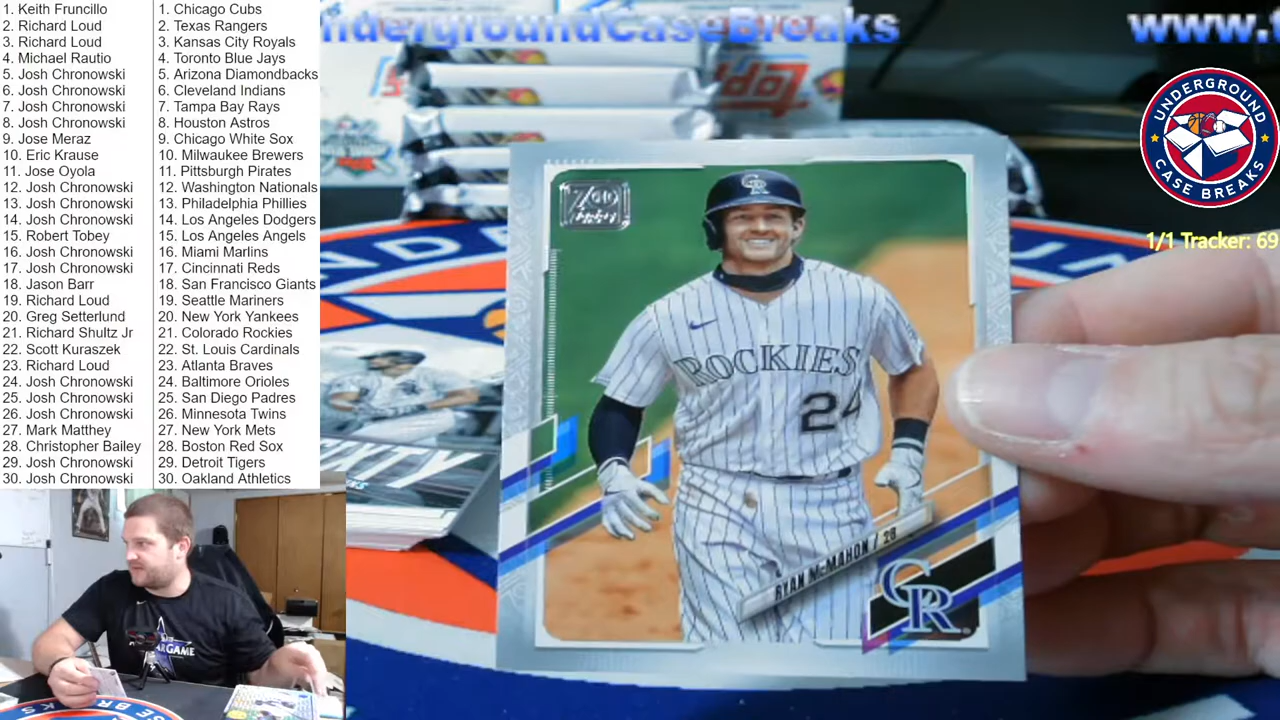 1. Keith Fruncillo
2. Richard Loud
3. Richard Loud
4. Michael Rautio
5. Josh Chronowski
6. Josh Chronowski
7. Josh Chronowski
8. Josh Chronowski
9. Jose Meraz
10. Eric Krause
11. Jose Oyola
12. Josh Chronowski
13. Josh Chronowski
14. Josh Chronowski
15. Robert Tobey
16. Josh Chronowski
17. Josh Chronowski
18. Jason Barr
19. Richard Loud
20. Greg Setterlund
21. Richard Shultz Jr
22. Scott Kuraszek
23. Richard Loud
24. Josh Chronowski
25. Josh Chronowski
26. Josh Chronowski
27. Mark Matthey
28. Christopher Bailey
29. Josh Chronowski
30. Josh Chronowski
1. Chicago Cubs
2. Texas Rangers
3. Kansas City Royals
4. Toronto Blue Jays
5. Arizona Diamondbacks
6. Cleveland Indians
7. Tampa Bay Rays
8. Houston Astros
9. Chicago White Sox
10. Milwaukee Brewers
11. Pittsburgh Pirates
12. Washington Nationals
13. Philadelphia Phillies
14. Los Angeles Dodgers
15. Los Angeles Angels
16. Miami Marlins
17. Cincinnati Reds
18. San Francisco Giants
19. Seattle Mariners
20. New York Yankees
21. Colorado Rockies
22. St. Louis Cardinals
23. Atlanta Braves
24. Baltimore Orioles
25. San Diego Padres
26. Minnesota Twins
27. New York Mets
28. Boston Red Sox
29. Detroit Tigers
30. Oakland Athletics
ndergroundCaseBreaks
www.
UNDERGROUND
CASE BREAKS
1/1 Tracker: 69
Topps
70
CR
ROCKIES
24
RYAN McMAHON / 2B
CR